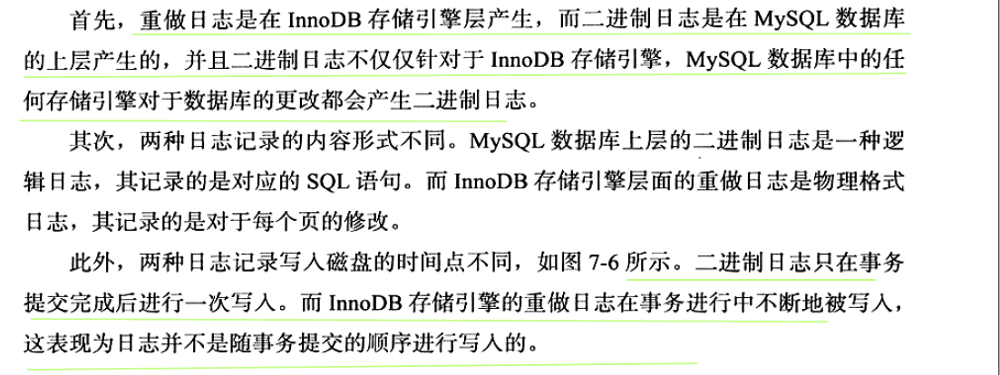 首先，重做日志是在 InnoDB 存储引擎层产生，而二进制日志是在 MySQL 数据库
的上层产生的，并且二进制日志不仅仅针对于 InnoDB 存储引擎，MySQL 数据库中的任
何存储引擎对于数据库的更改都会产生二进制日志。
其次，两种日志记录的内容形式不同。MySQL 数据库上层的二进制日志是一种逻
辑日志，其记录的是对应的 SQL 语句。而 InnoDB 存储引擎层面的重做日志是物理格式
日志，其记录的是对于每个页的修改。
此外，两种日志记录写入磁盘的时间点不同，如图 7-6 所示。二进制日志只在事务
提交完成后进行一次写入。而 InnoDB 存储引擎的重做日志在事务进行中不断地被写入，
这表现为日志并不是随事务提交的顺序进行写入的。